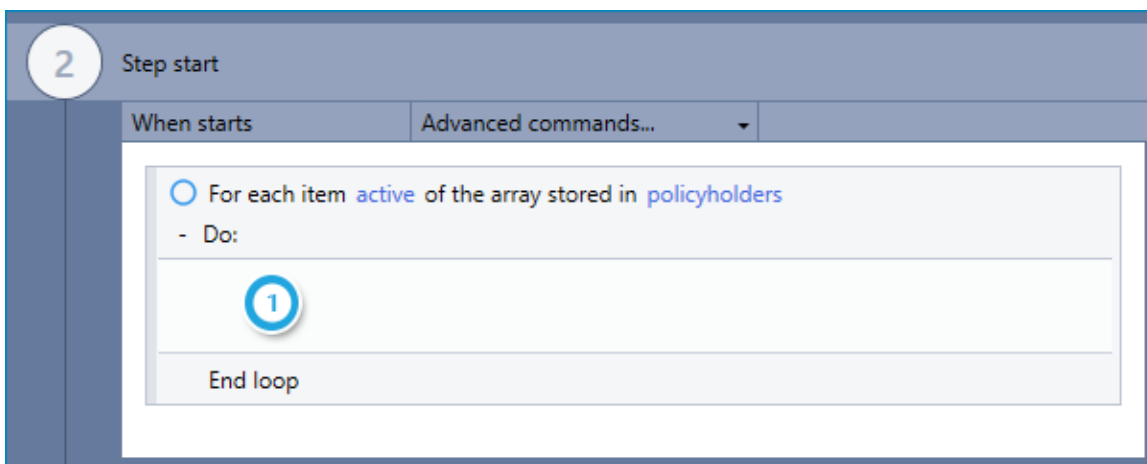 2 Step start
When starts Advanced commands...
For each item active of the array stored in policyholders
- Do:
1
End loop